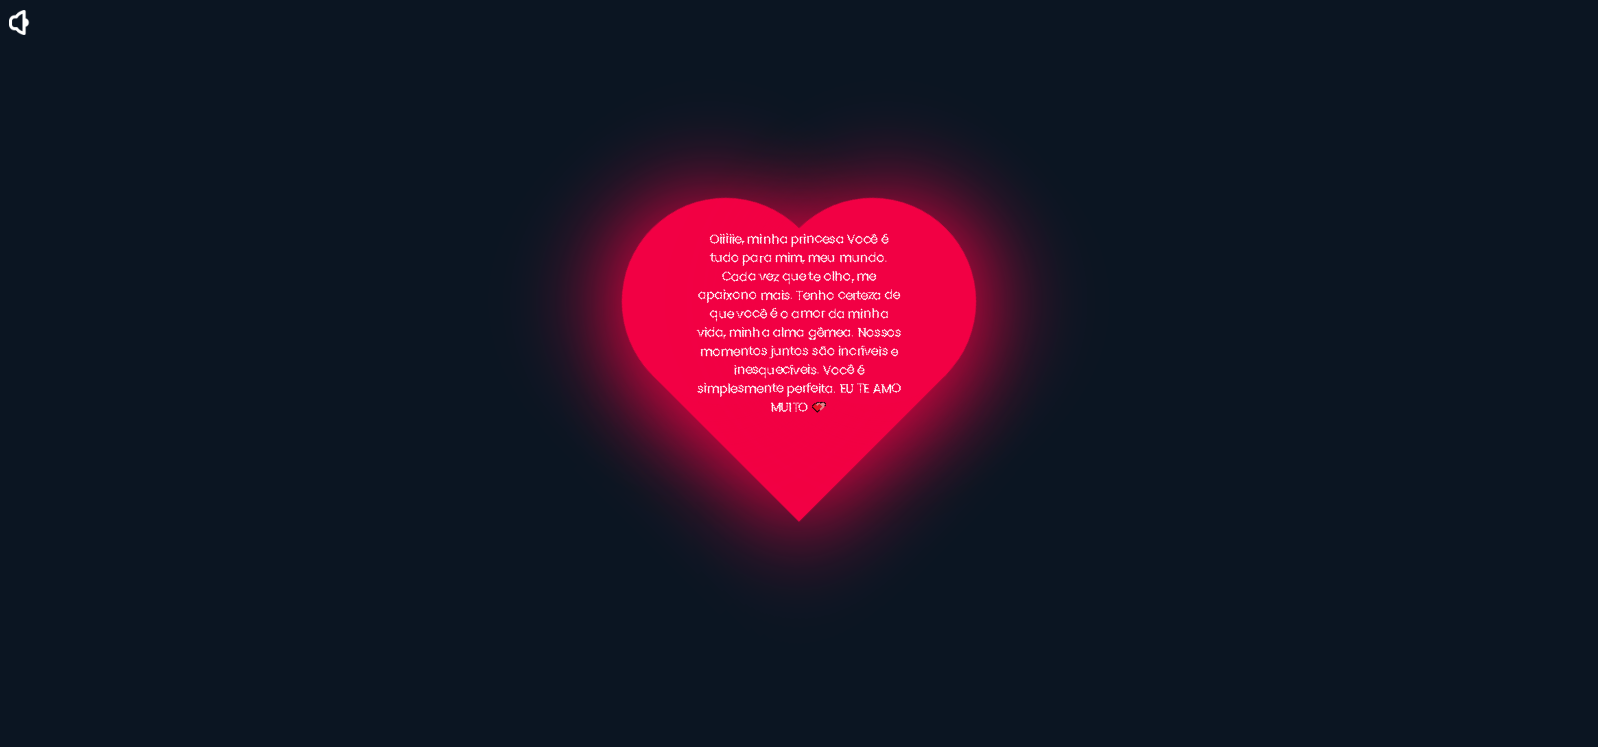 Oiiiiie, minha princesa Você é
tudo para mim, meu mundo.
Cada vez que te olho, me
apaixono mais. Tenho certeza de
que você é o amor da minha
vida, minha alma gêmea. Nossos
momentos juntos são incríveis e
inesquecíveis. Você é
simplesmente perfeita. EU TE AMO
MUITO 💝